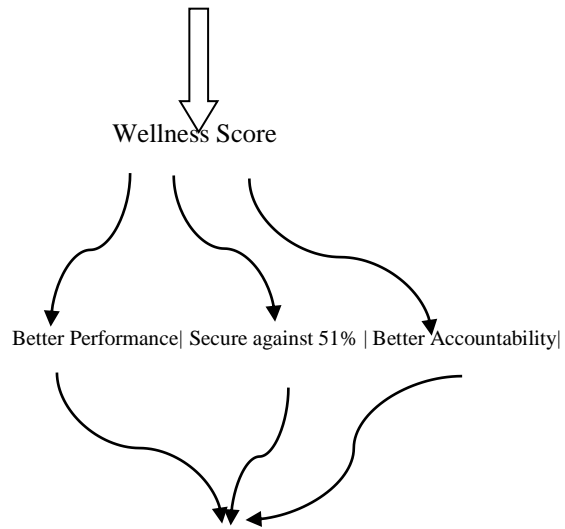 Wellness Score
Better Performance| Secure against 51% | Better Accountability|